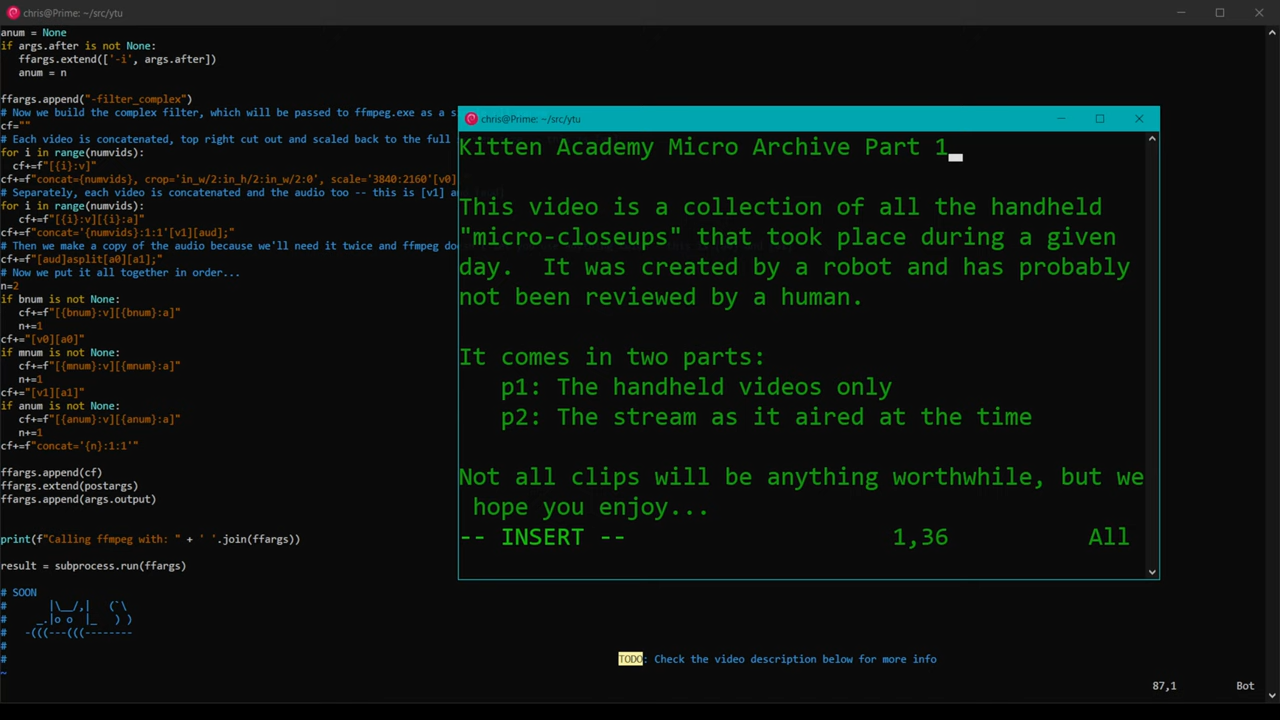 chris@Prime: ~/src/ytu
anum = None
if args.after is not None:
  ffargs.extend(['-i', args.after])
  anum = n

ffargs.append("-filter_complex")
# Now we build the complex filter, which will be passed to ffmpeg.exe as a s
cf=""
# Each video is concatenated, top right cut out and scaled back to the full
for i in range(numvids):
  cf+=f"[{i}:v]"
cf+=f"concat={numvids}, crop='in_w/2:in_h/2:in_w/2:0', scale='3840:2160'[v0]
# Separately, each video is concatenated and the audio too -- this is [v1] a
for i in range(numvids):
  cf+=f"[{i}:v][{i}:a]"
cf+=f"concat='{numvids}:1:1'[v1][aud];"
# Then we make a copy of the audio because we'll need it twice and ffmpeg do
cf+=f"[aud]asplit[a0][a1];"
# Now we put it all together in order...
n=2
if bnum is not None:
  cf+=f"[{bnum}:v][{bnum}:a]"
  n+=1
cf+="[v0][a0]"
if mnum is not None:
  cf+=f"[{mnum}:v][{mnum}:a]"
  n+=1
cf+="[v1][a1]"
if anum is not None:
  cf+=f"[{anum}:v][{anum}:a]"
  n+=1
cf+=f"concat='{n}:1:1'"

ffargs.append(cf)
ffargs.extend(postargs)
ffargs.append(args.output)

print(f"Calling ffmpeg with: " + ' '.join(ffargs))

result = subprocess.run(ffargs)

# SOON
#      |\__/,|   (`\
#    _.|o o  |_   ) )
#  -(((---(((--------
#
#
~
chris@Prime: ~/src/ytu
Kitten Academy Micro Archive Part 1

This video is a collection of all the handheld
"micro-closeups" that took place during a given
day.  It was created by a robot and has probably
not been reviewed by a human.

It comes in two parts:
   p1: The handheld videos only
   p2: The stream as it aired at the time

Not all clips will be anything worthwhile, but we
 hope you enjoy...
-- INSERT -- 1,36 All
TODO: Check the video description below for more info
87,1 Bot